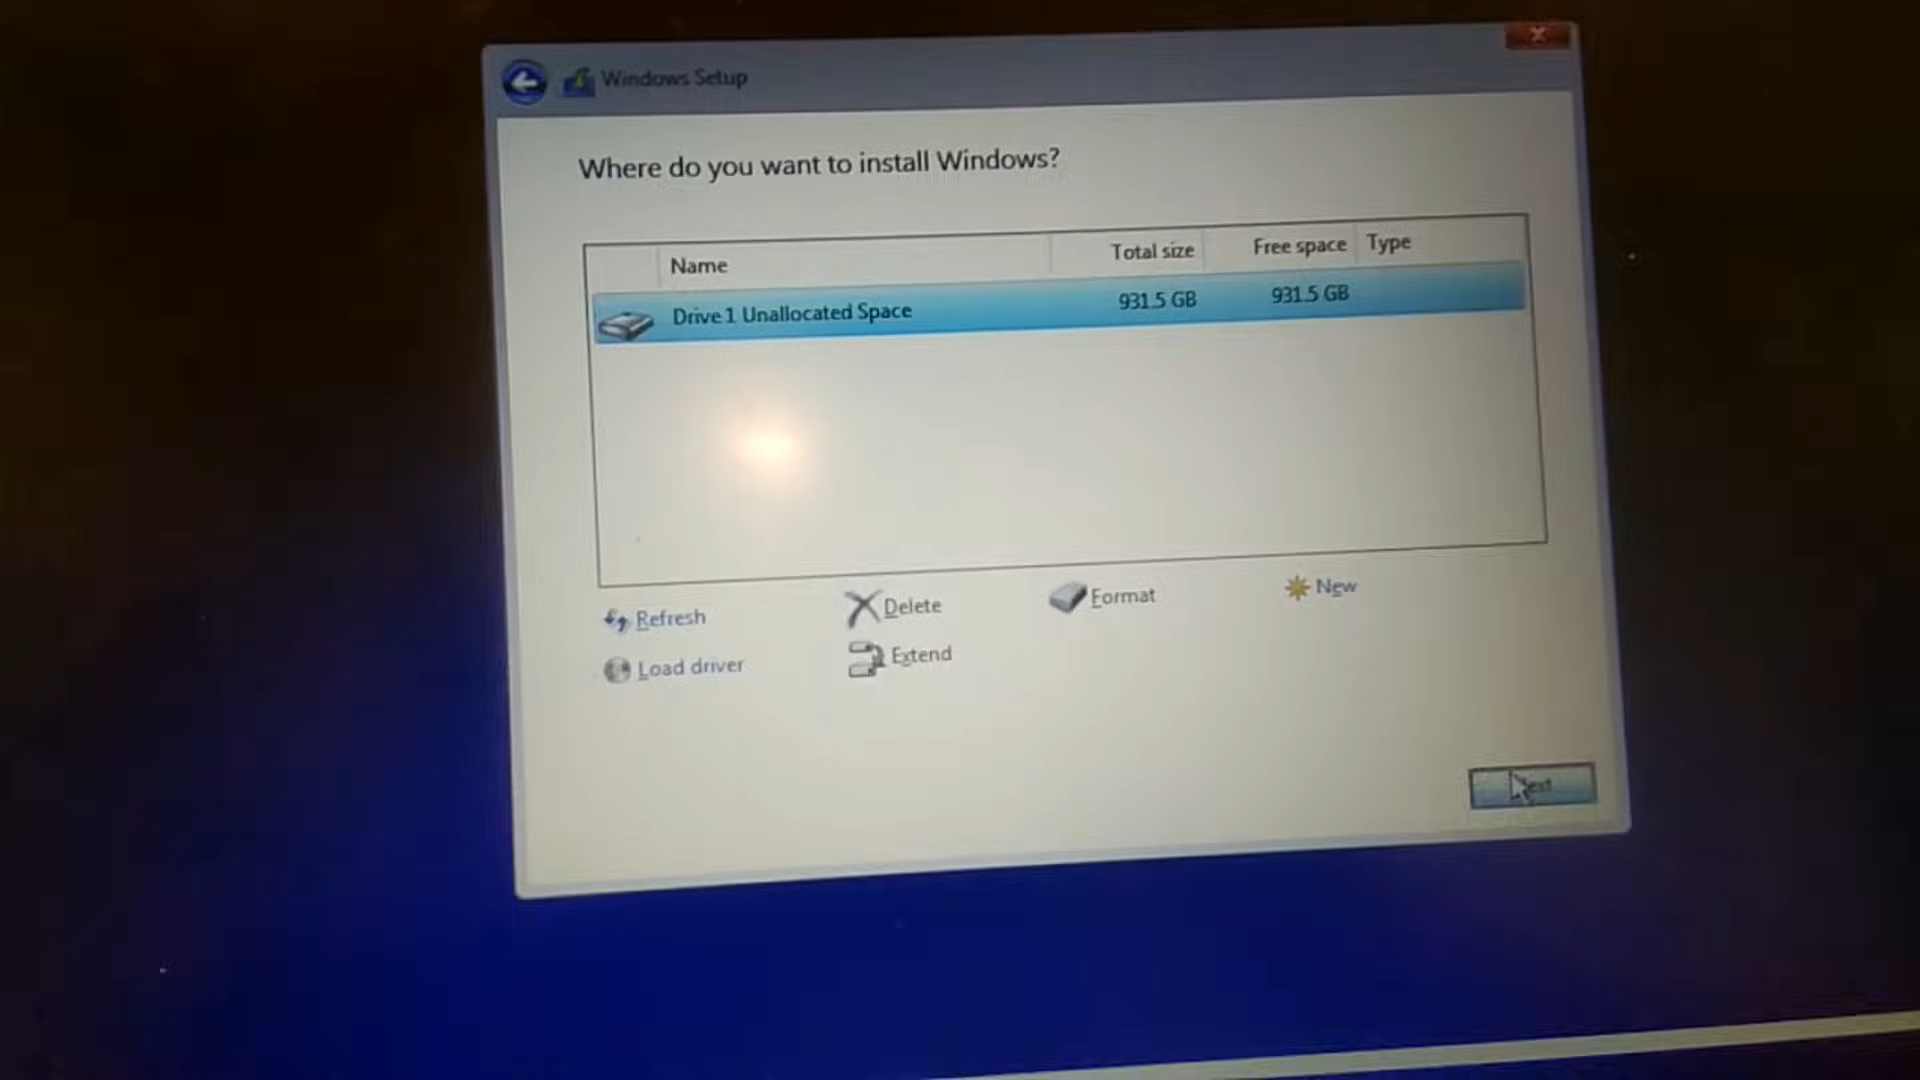 Windows Setup
Where do you want to install Windows?
Name Total size Free space Type
Drive 1 Unallocated Space 931.5 GB 931.5 GB
Refresh Delete Format New
Load driver Extend
Next